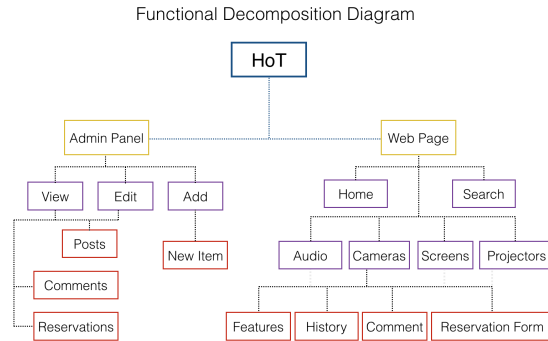 Functional Decomposition Diagram
HoT
Admin Panel
Web Page
View
Edit
Add
Home
Search
Posts
New Item
Audio
Cameras
Screens
Projectors
Comments
Reservations
Features
History
Comment
Reservation Form